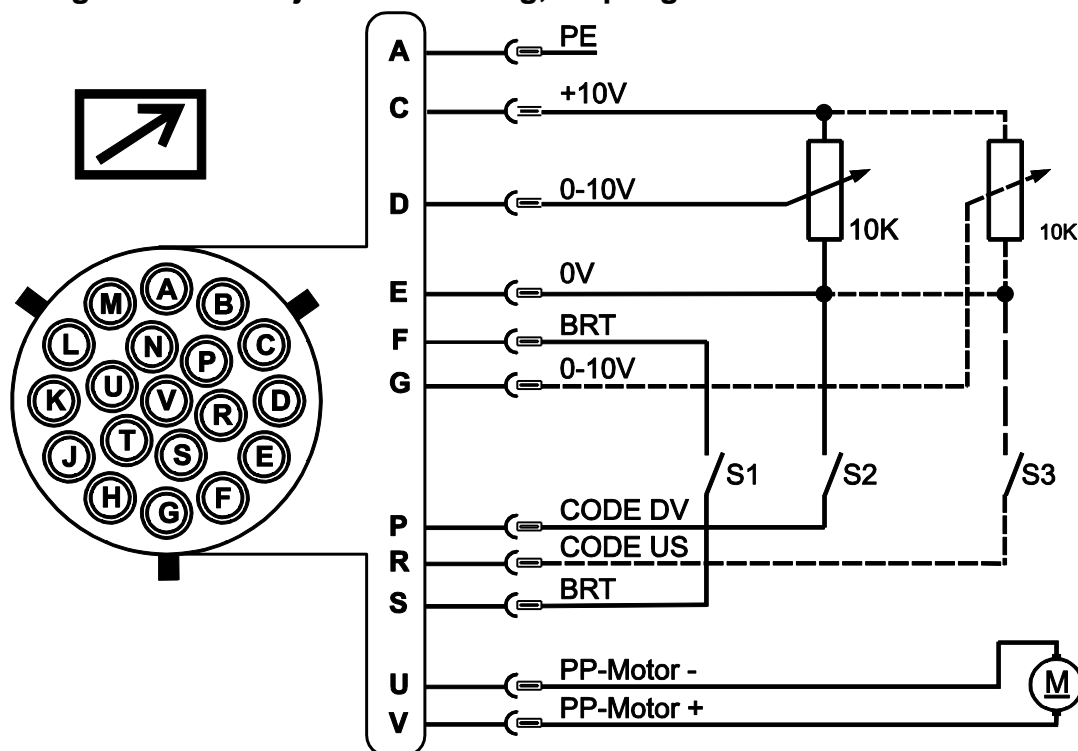 A PE
C +10V
D 0-10V
10K
10K
E 0V
F BRT
G 0-10V
S1
S2
S3
P CODE DV
R CODE US
S BRT
U PP-Motor -
V PP-Motor +
M
M
A
B
L
N
P
C
K
U
V
R
D
J
T
S
E
H
G
F